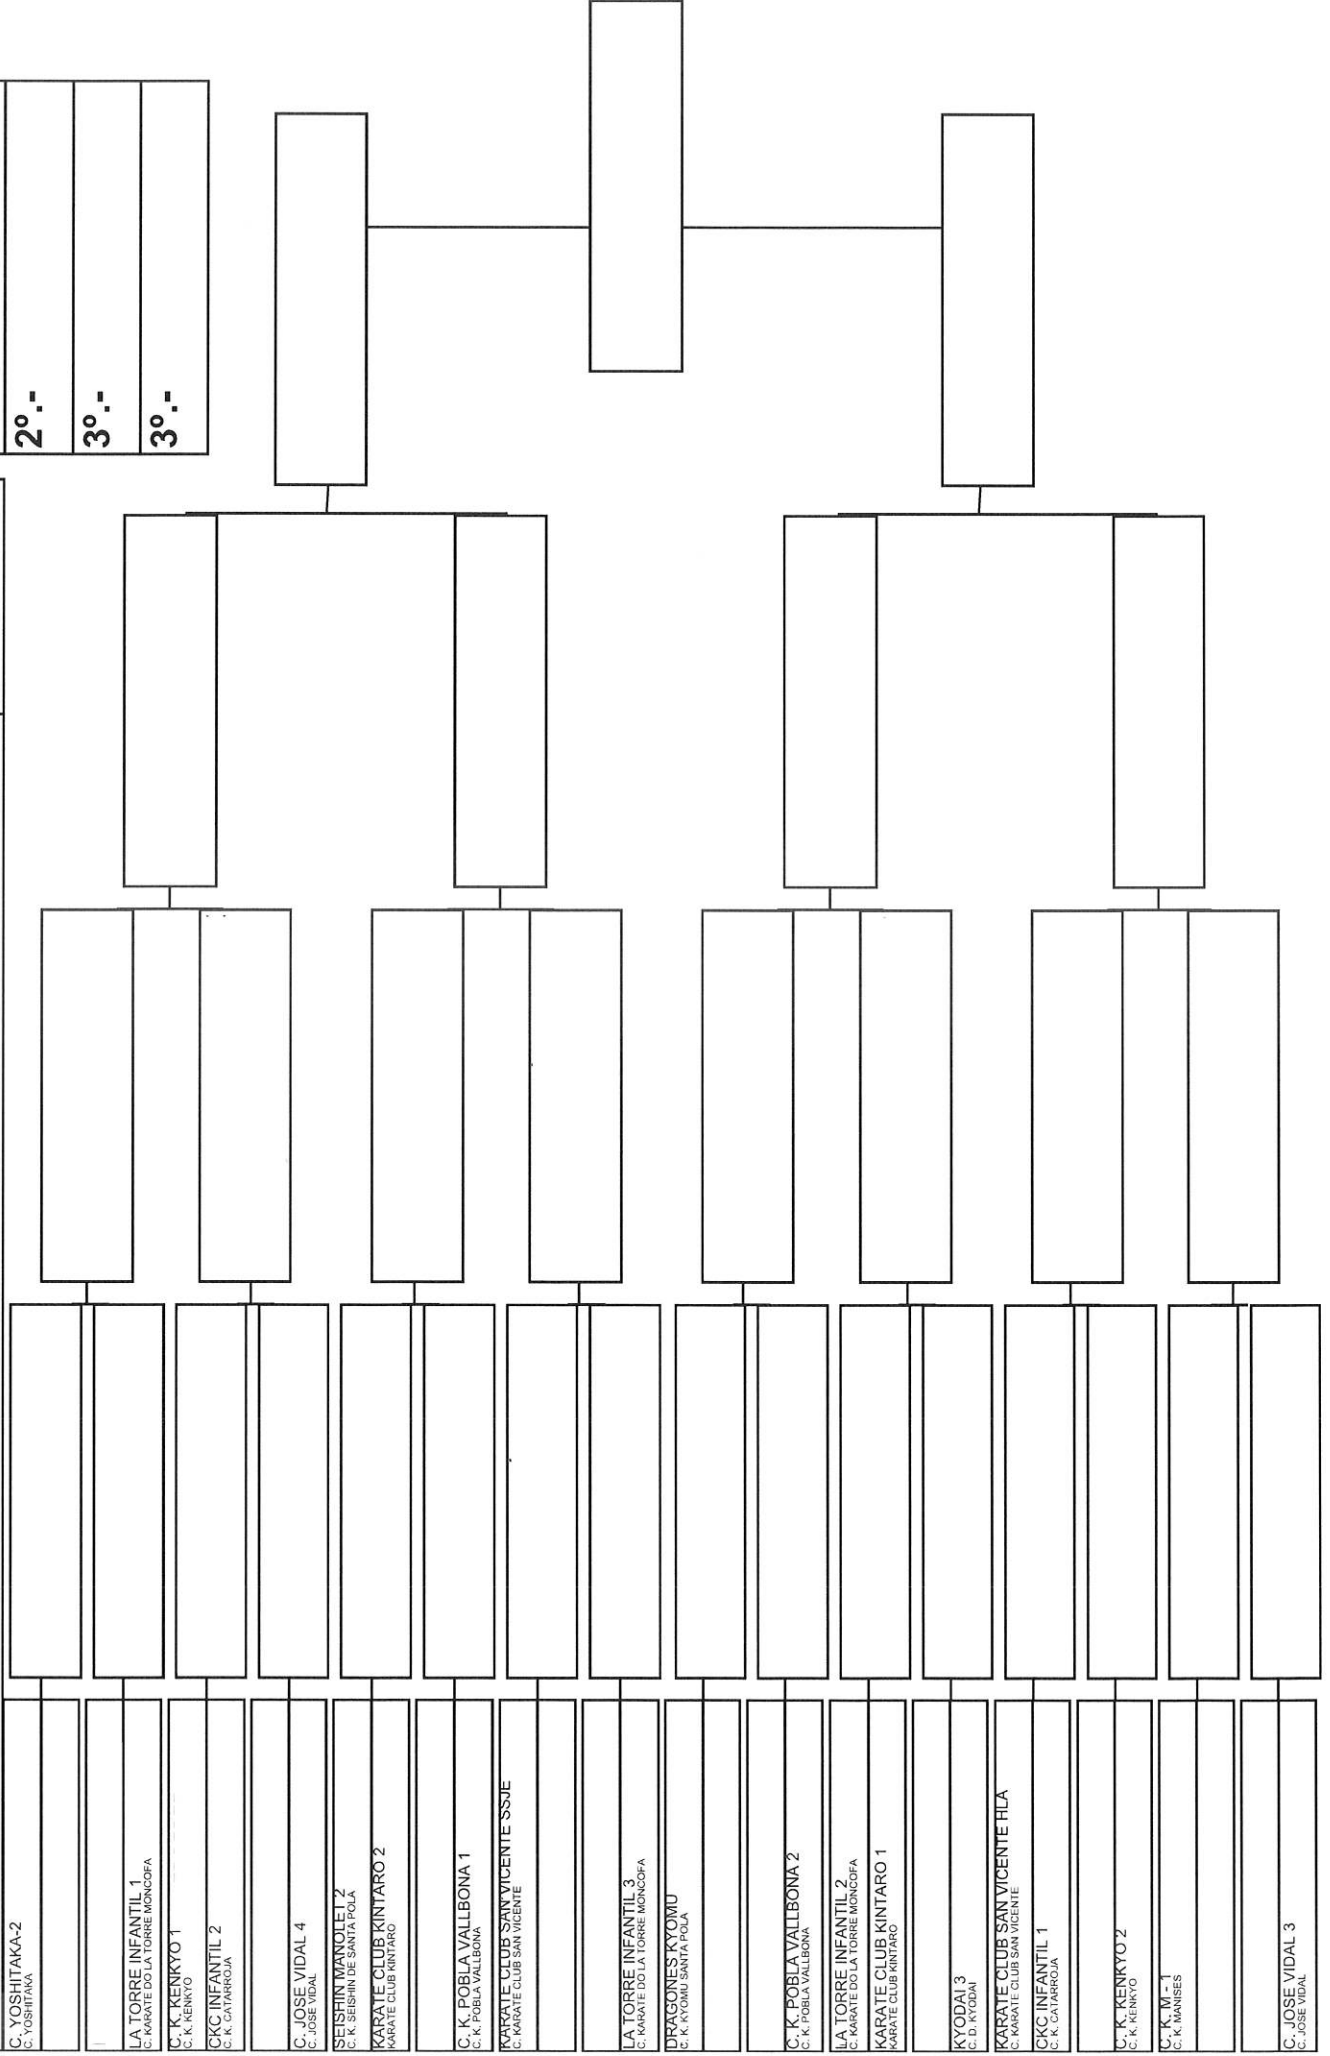 2º.-
3º.-
3º.-
C. YOSHITAKA-2
C. YOSHITAKA
LA TORRE INFANTIL 1
C. KARATE DO LA TORRE MONCOFA
C. K. KENKYO 1
C. K. KENKYO
CKC INFANTIL 2
C. K. CATARROJA
C. JOSE VIDAL 4
C. JOSE VIDAL
SEISHIN MANOLET 2
C. K. SEISHIN DE SANTA POLA
KARATE CLUB KINTARO 2
KARATE CLUB KINTARO
C. K. POBLA VALLBONA 1
C. K. POBLA VALLBONA
KARATE CLUB SAN VICENTE SSJE
C. KARATE CLUB SAN VICENTE
LA TORRE INFANTIL 3
C. KARATE DO LA TORRE MONCOFA
DRAGONES KYOMU
C. K. KYOMU SANTA POLA
C. K. POBLA VALLBONA 2
C. K. POBLA VALLBONA
LA TORRE INFANTIL 2
C. KARATE DO LA TORRE MONCOFA
KARATE CLUB KINTARO 1
KARATE CLUB KINTARO
KYODAI 3
C. D. KYODAI
KARATE CLUB SAN VICENTE HLA
C. KARATE CLUB SAN VICENTE
CKC INFANTIL 1
C. K. CATARROJA
C. K. KENKYO 2
C. K. KENKYO
C. K. M - 1
C. K. MANISES
C. JOSE VIDAL 3
C. JOSE VIDAL